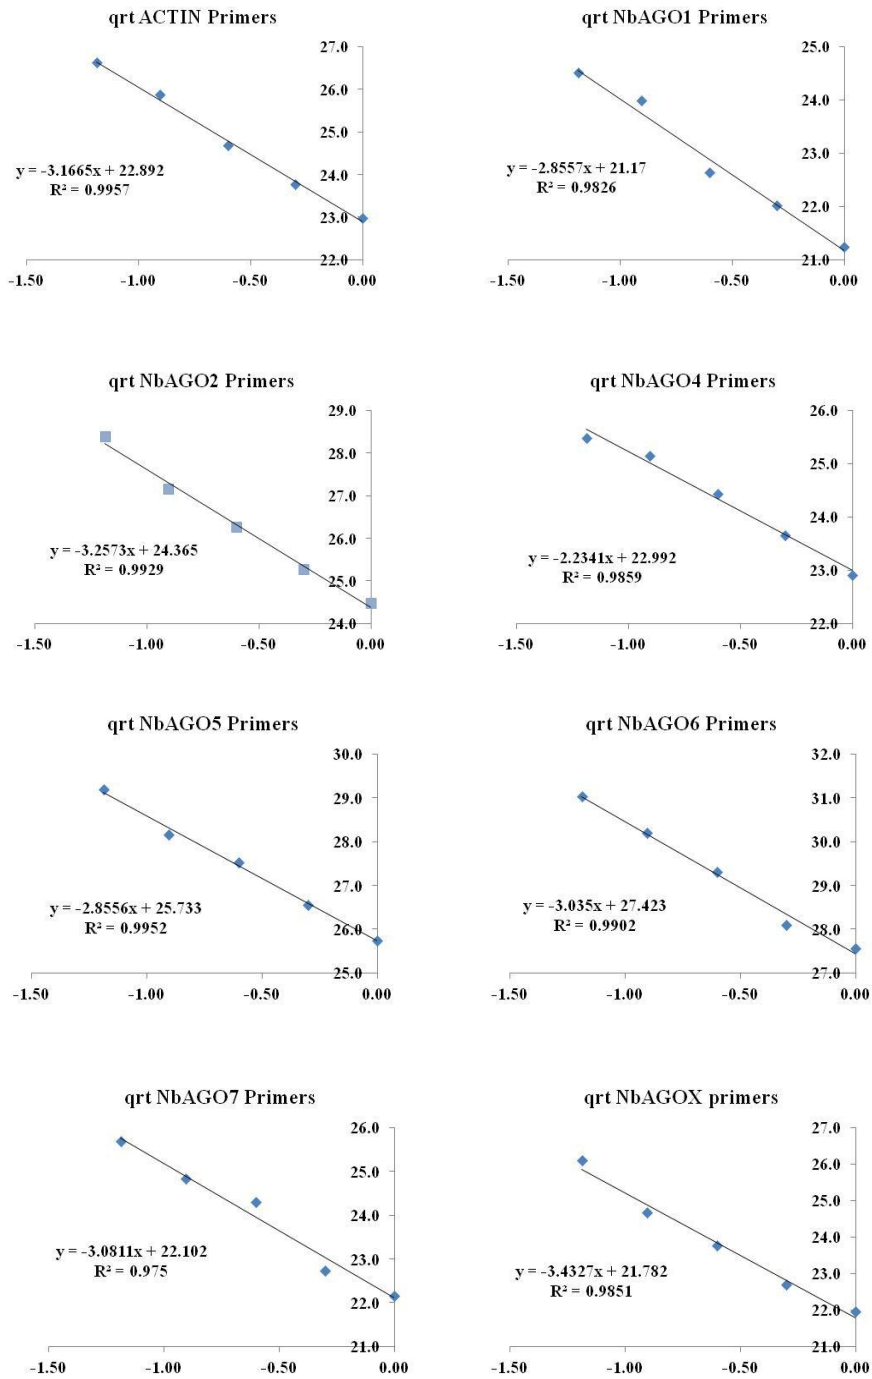 qrt ACTIN Primers
27.0
26.0
25.0
24.0
23.0
22.0
y = -3.1665x + 22.892
R² = 0.9957
-1.50 -1.00 -0.50 0.00
qrt NbAGO1 Primers
25.0
24.0
23.0
22.0
21.0
y = -2.8557x + 21.17
R² = 0.9826
-1.50 -1.00 -0.50 0.00
qrt NbAGO2 Primers
29.0
28.0
27.0
26.0
25.0
24.0
y = -3.2573x + 24.365
R² = 0.9929
-1.50 -1.00 -0.50 0.00
qrt NbAGO4 Primers
26.0
25.0
24.0
23.0
22.0
y = -2.2341x + 22.992
R² = 0.9859
-1.50 -1.00 -0.50 0.00
qrt NbAGO5 Primers
30.0
29.0
28.0
27.0
26.0
25.0
y = -2.8556x + 25.733
R² = 0.9952
-1.50 -1.00 -0.50 0.00
qrt NbAGO6 Primers
32.0
31.0
30.0
29.0
28.0
27.0
y = -3.035x + 27.423
R² = 0.9902
-1.50 -1.00 -0.50 0.00
qrt NbAGO7 Primers
26.0
25.0
24.0
23.0
22.0
21.0
y = -3.0811x + 22.102
R² = 0.975
-1.50 -1.00 -0.50 0.00
qrt NbAGOX primers
27.0
26.0
25.0
24.0
23.0
22.0
21.0
y = -3.4327x + 21.782
R² = 0.9851
-1.50 -1.00 -0.50 0.00